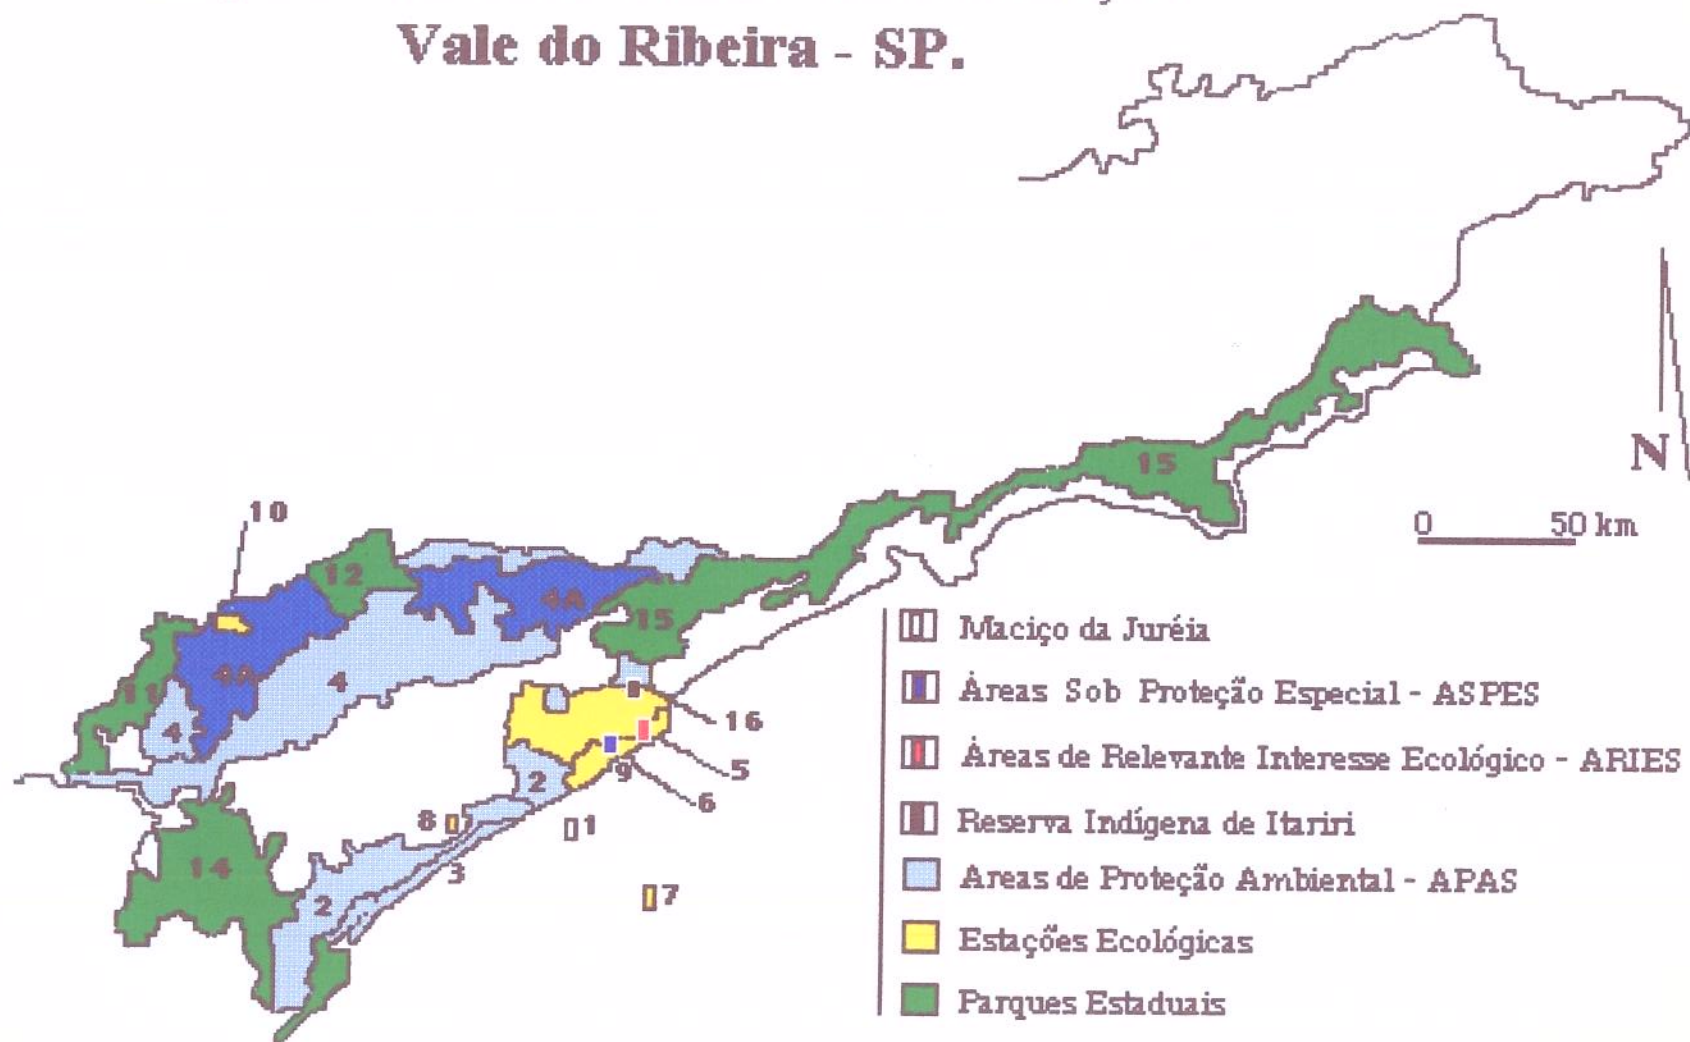 Vale do Ribeira - SP.
N
0 50 km
15
10
12
4A
15
11
4A
4
4
16
5
9
6
2
8
1
3
14
7
2
Maciço da Juréia
Áreas Sob Proteção Especial - ASPES
Áreas de Relevante Interesse Ecológico - ARIES
Reserva Indígena de Itariri
Areas de Proteção Ambiental - APAS
Estações Ecológicas
Parques Estaduais